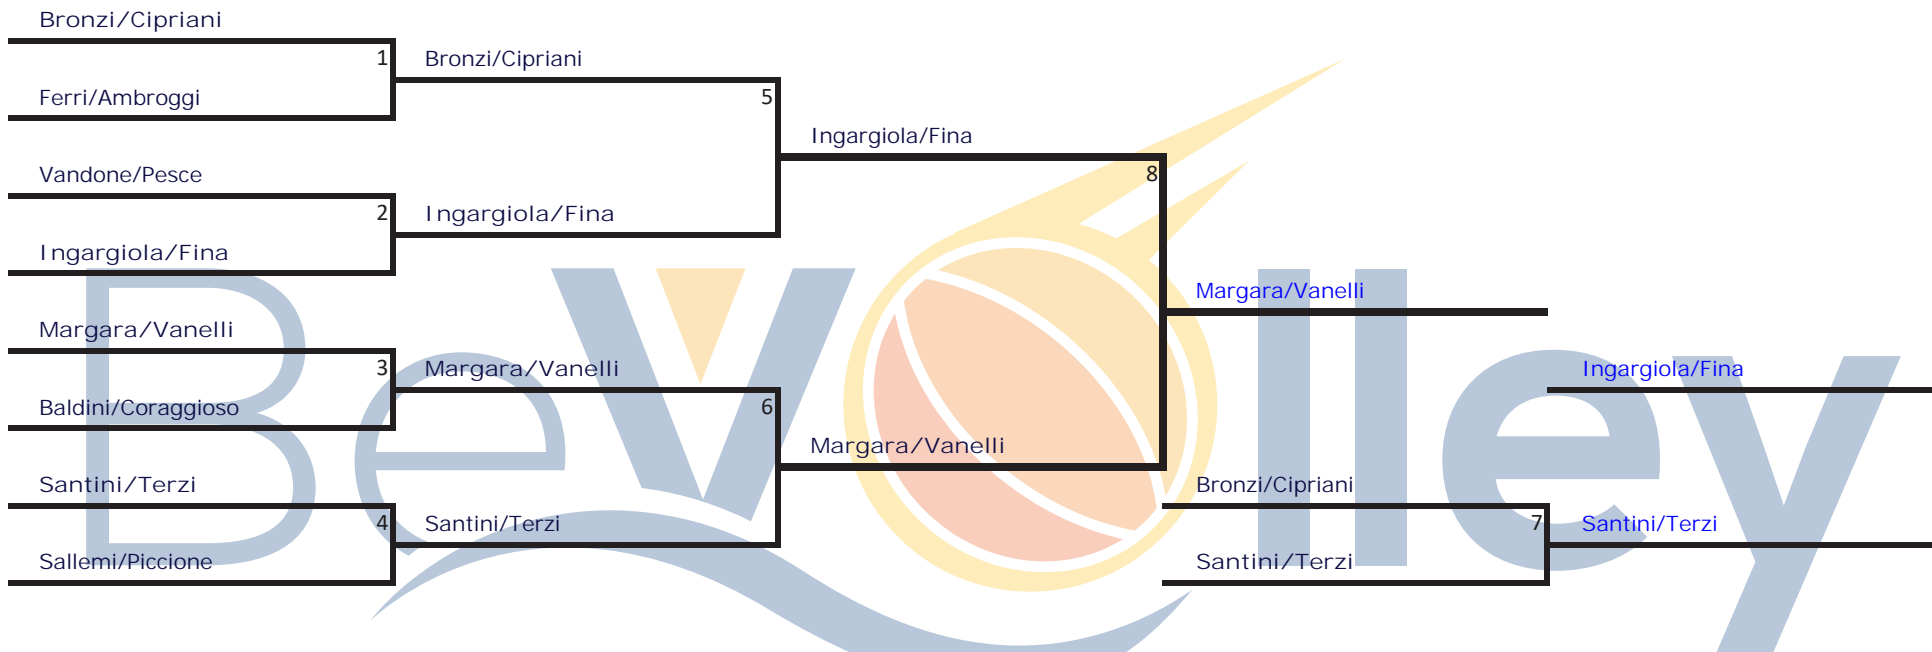 Bronzi/Cipriani
1
Bronzi/Cipriani
Ferri/Ambroggi
5
Ingargiola/Fina
Vandone/Pesce
8
2
Ingargiola/Fina
Ingargiola/Fina
Margara/Vanelli
Margara/Vanelli
3
Margara/Vanelli
Ingargiola/Fina
Baldini/Coraggioso
6
Margara/Vanelli
Santini/Terzi
Bronzi/Cipriani
4
Santini/Terzi
7
Santini/Terzi
Sallemi/Piccione
Santini/Terzi
BeVOlley